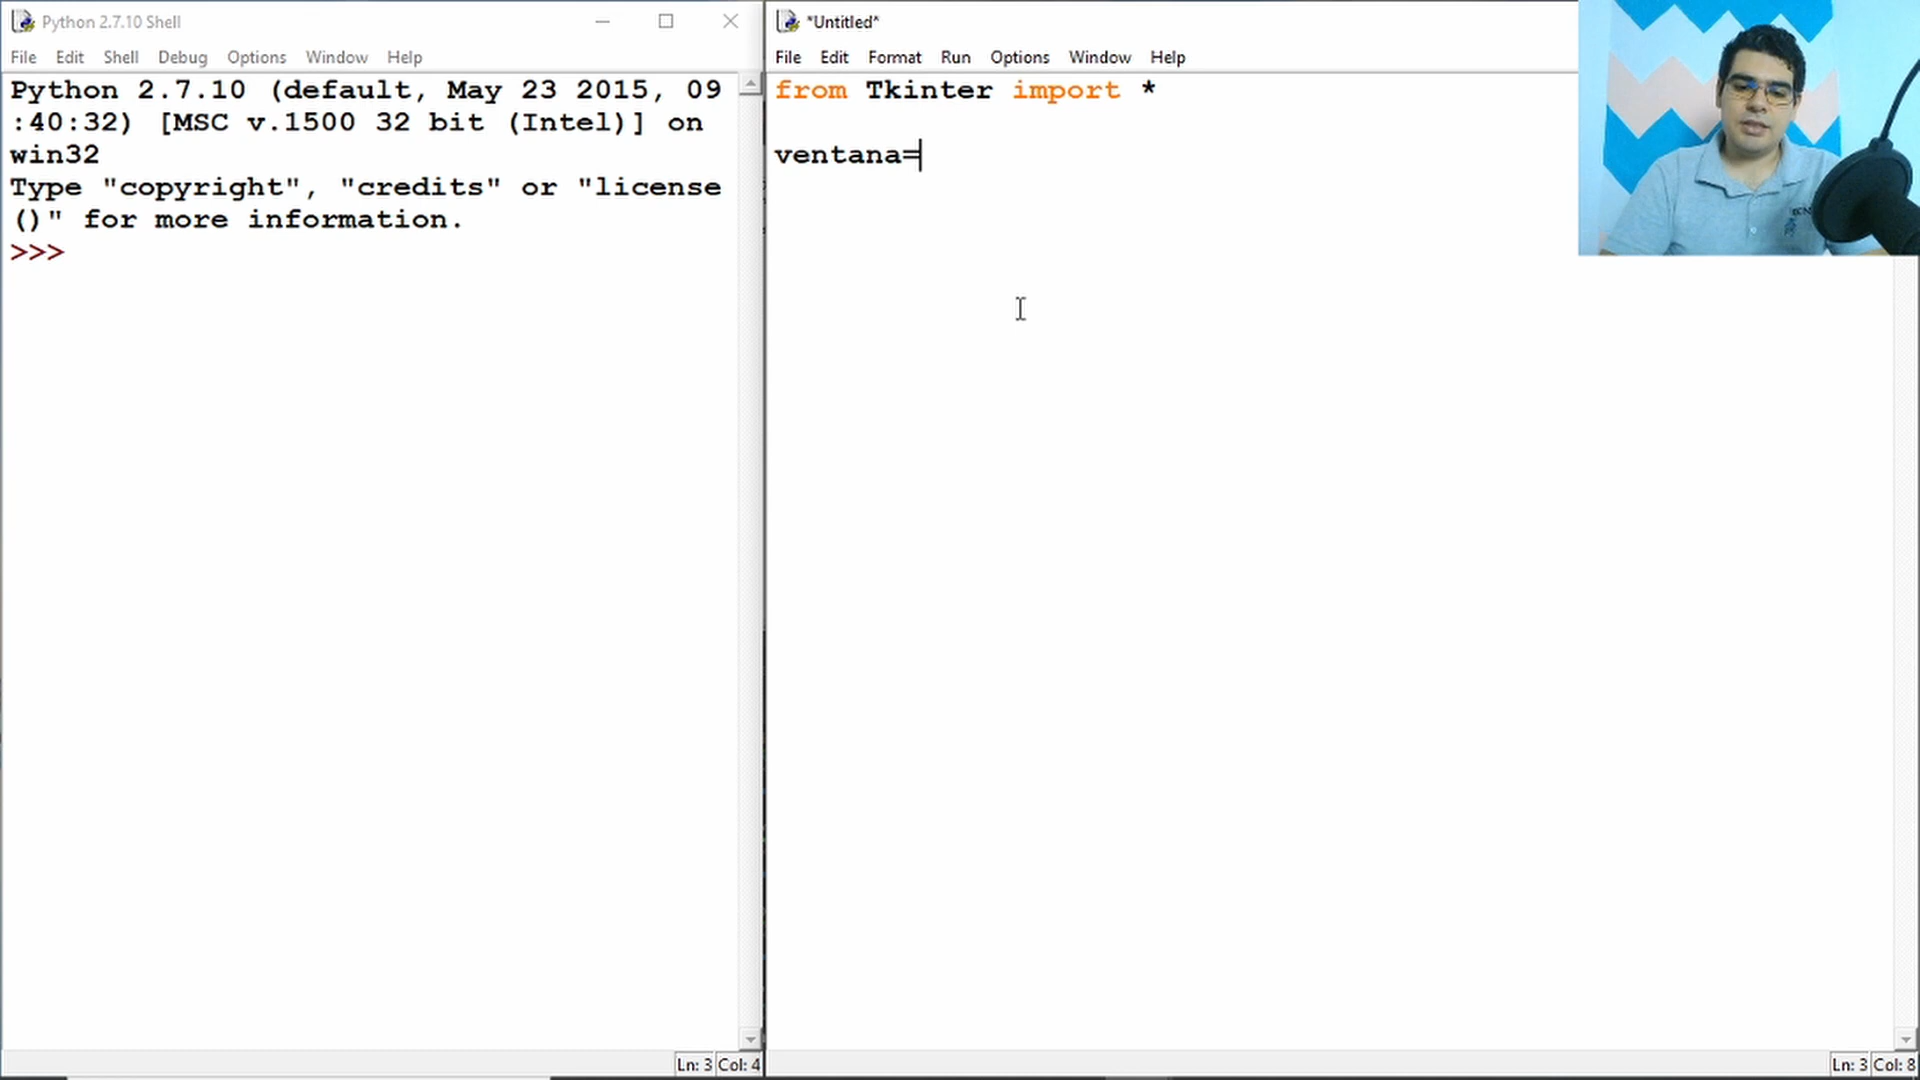 Python 2.7.10 Shell
File Edit Shell Debug Options Window Help
Python 2.7.10 (default, May 23 2015, 09
:40:32) [MSC v.1500 32 bit (Intel)] on
win32
Type "copyright", "credits" or "license
()" for more information.
>>>
Ln: 3 Col: 4
*Untitled*
File Edit Format Run Options Window Help
from Tkinter import *
ventana=
Ln: 3 Col: 8